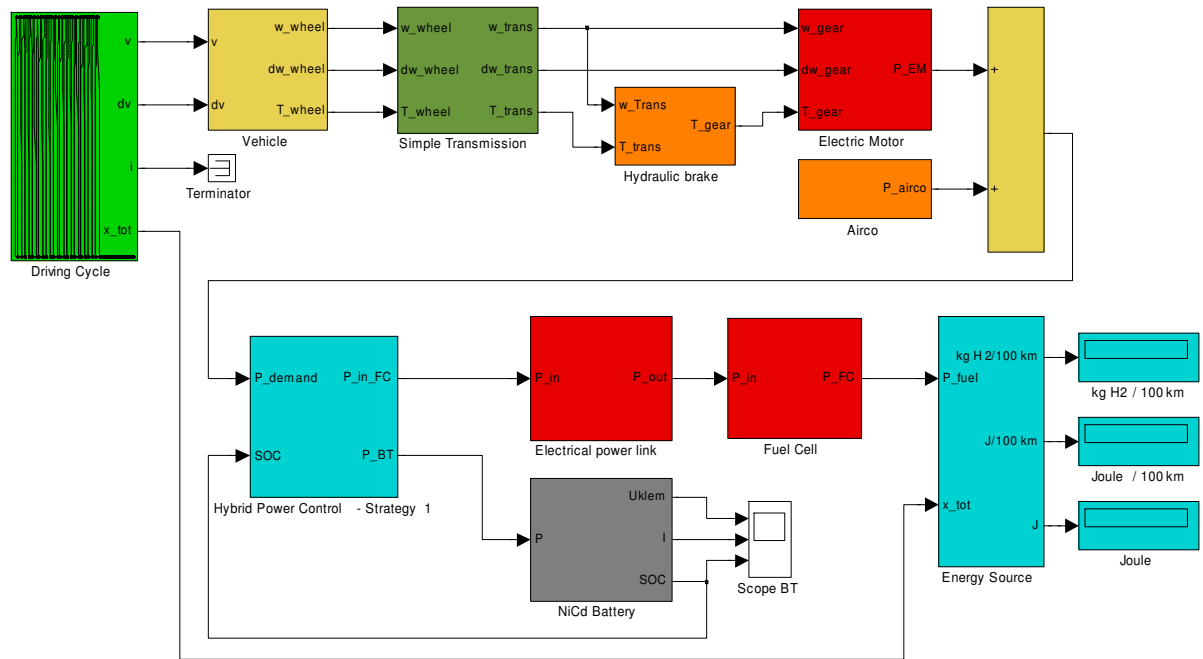 v
dv
i
x_tot
Driving Cycle
v
dv
w_wheel
dw_wheel
T_wheel
Vehicle
Terminator
w_wheel
dw_wheel
T_wheel
w_trans
dw_trans
T_trans
Simple Transmission
w_Trans
T_trans
T_gear
Hydraulic brake
w_gear
dw_gear
T_gear
P_EM
Electric Motor
P_airco
Airco
+
+
P_demand
SOC
P_in_FC
P_BT
Hybrid Power Control - Strategy 1
P_in
P_out
Electrical power link
P_in
P_FC
Fuel Cell
P
Uklem
I
SOC
NiCd Battery
Scope BT
P_fuel
x_tot
kg H2/100 km
J/100 km
J
Energy Source
kg H2 / 100 km
Joule / 100 km
Joule